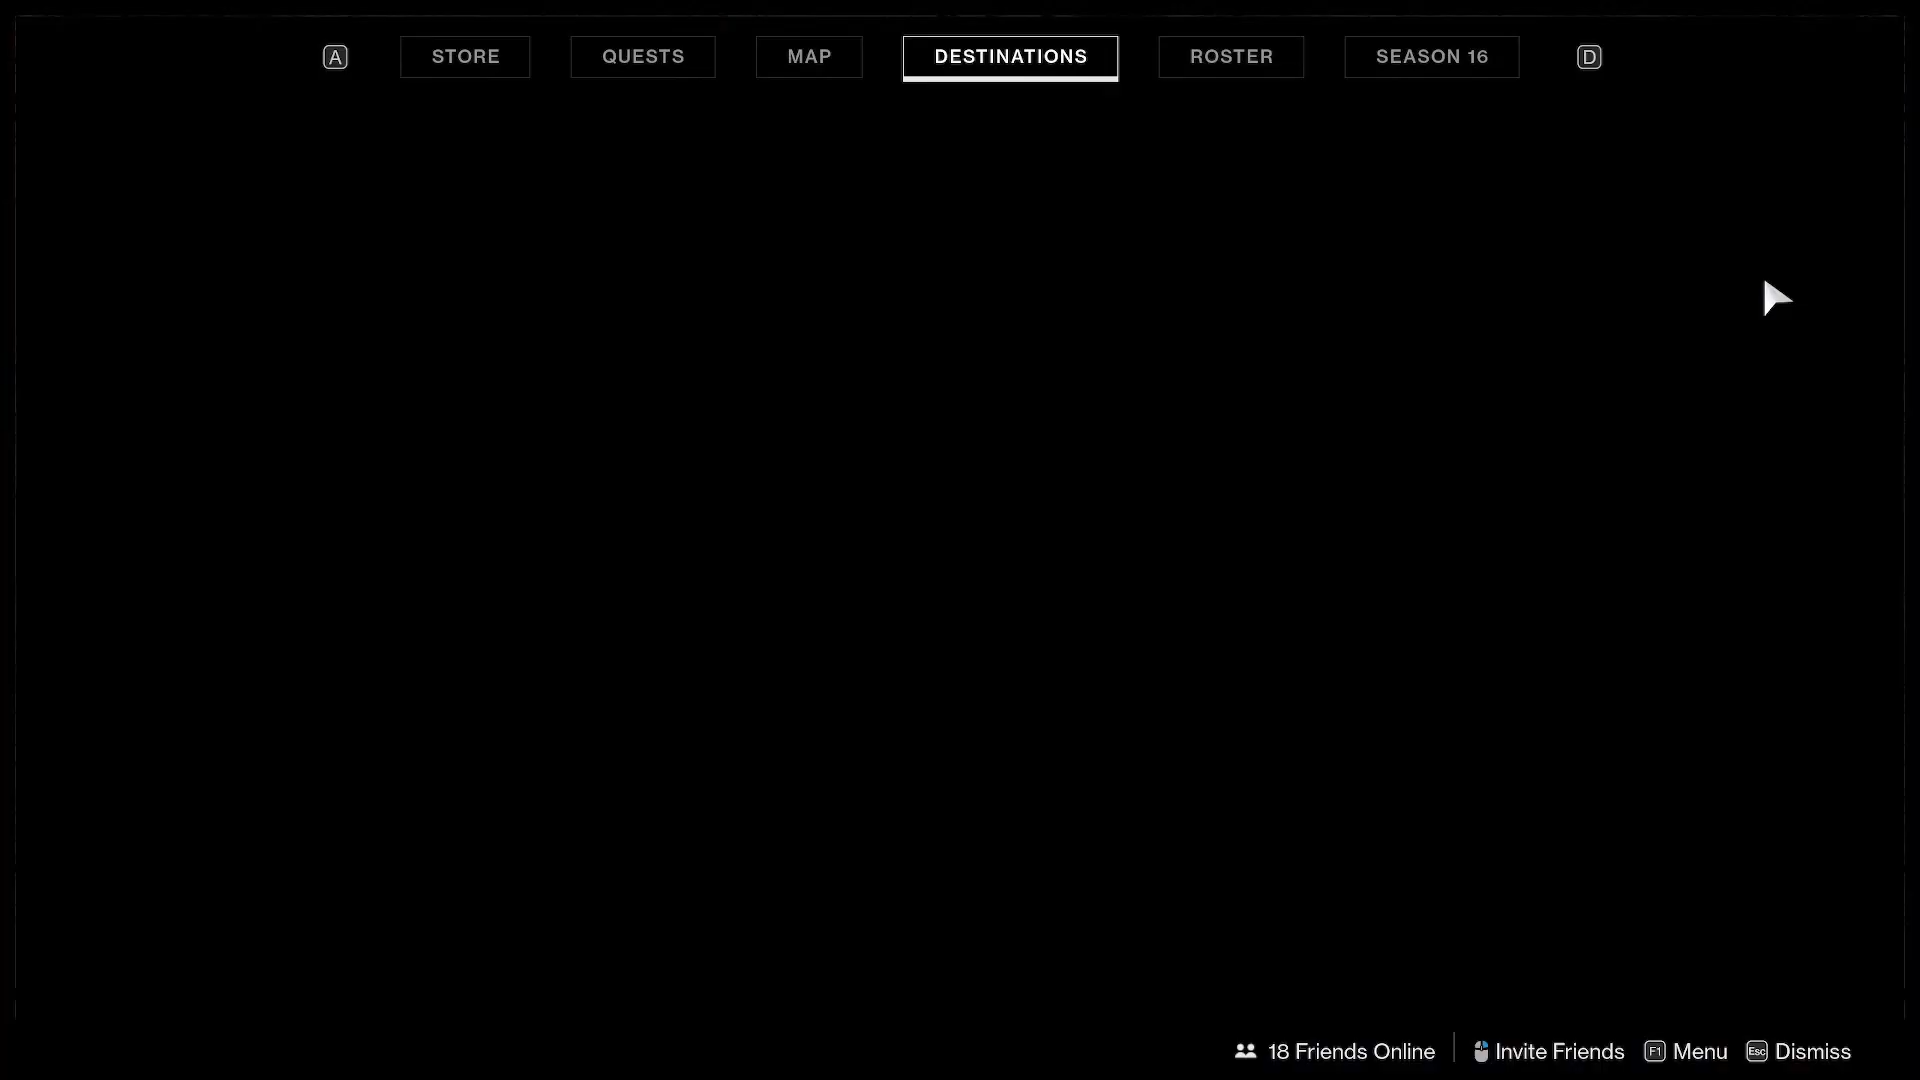 A STORE QUESTS MAP DESTINATIONS ROSTER SEASON 16 D
18 Friends Online Invite Friends F1 Menu Esc Dismiss